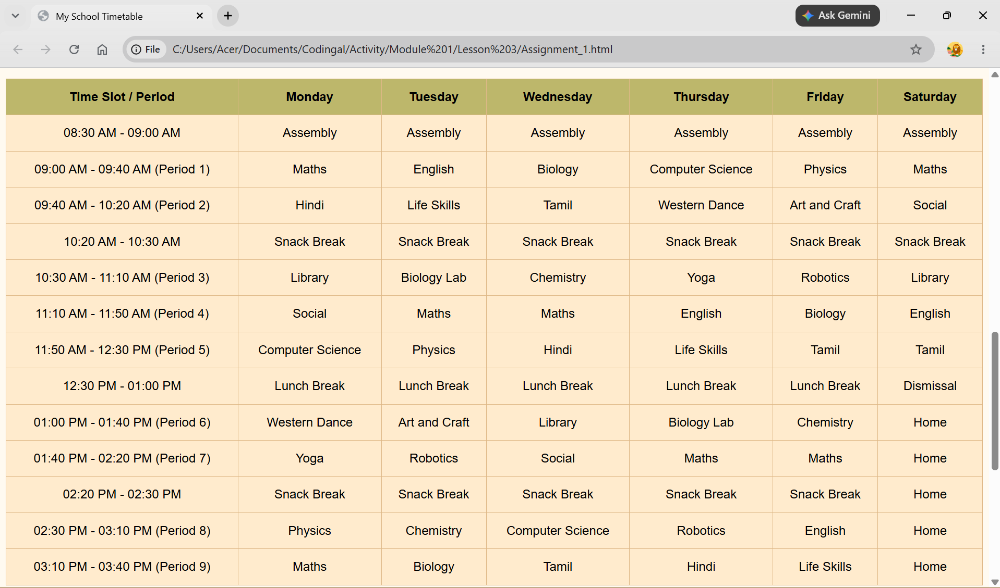 My School Timetable
Ask Gemini
File C:/Users/Acer/Documents/Codingal/Activity/Module%201/Lesson%203/Assignment_1.html
Time Slot / Period Monday Tuesday Wednesday Thursday Friday Saturday
08:30 AM - 09:00 AM Assembly Assembly Assembly Assembly Assembly Assembly
09:00 AM - 09:40 AM (Period 1) Maths English Biology Computer Science Physics Maths
09:40 AM - 10:20 AM (Period 2) Hindi Life Skills Tamil Western Dance Art and Craft Social
10:20 AM - 10:30 AM Snack Break Snack Break Snack Break Snack Break Snack Break Snack Break
10:30 AM - 11:10 AM (Period 3) Library Biology Lab Chemistry Yoga Robotics Library
11:10 AM - 11:50 AM (Period 4) Social Maths Maths English Biology English
11:50 AM - 12:30 PM (Period 5) Computer Science Physics Hindi Life Skills Tamil Tamil
12:30 PM - 01:00 PM Lunch Break Lunch Break Lunch Break Lunch Break Lunch Break Dismissal
01:00 PM - 01:40 PM (Period 6) Western Dance Art and Craft Library Biology Lab Chemistry Home
01:40 PM - 02:20 PM (Period 7) Yoga Robotics Social Maths Maths Home
02:20 PM - 02:30 PM Snack Break Snack Break Snack Break Snack Break Snack Break Home
02:30 PM - 03:10 PM (Period 8) Physics Chemistry Computer Science Robotics English Home
03:10 PM - 03:40 PM (Period 9) Maths Biology Tamil Hindi Life Skills Home